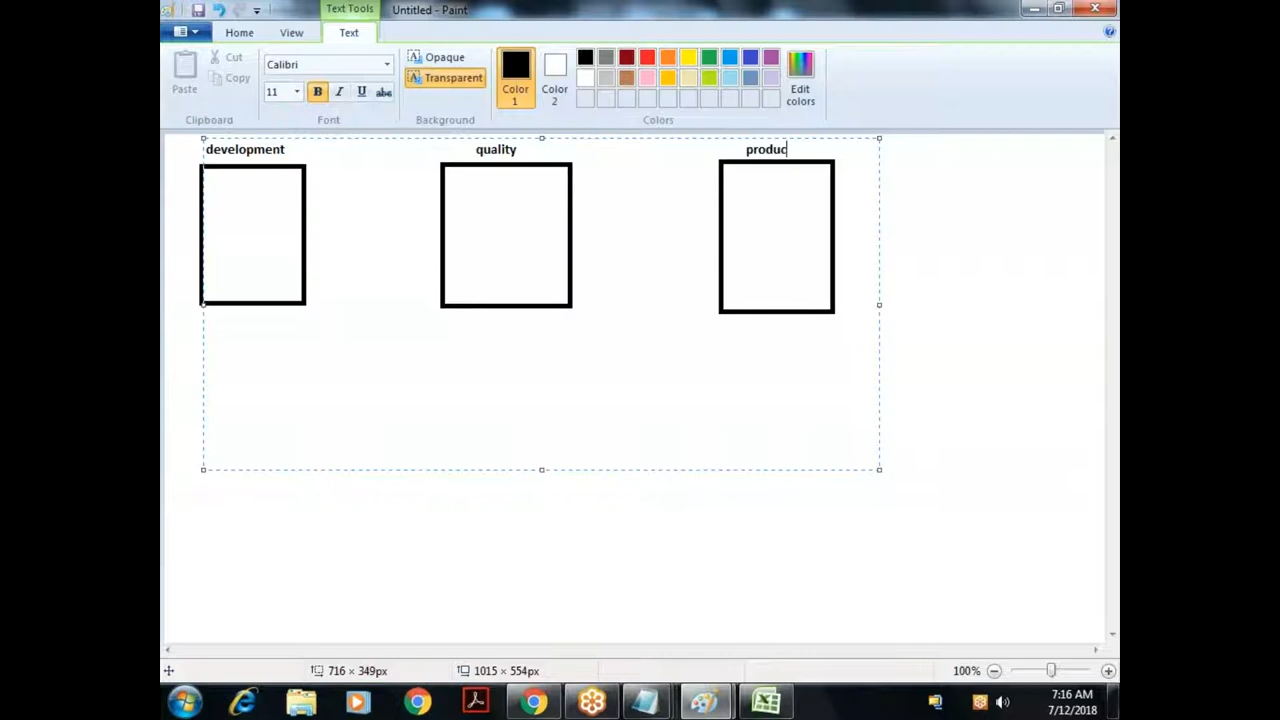 Text Tools
Untitled - Paint
Home
View
Text
Paste
Cut
Copy
Clipboard
Calibri
11
B
I
U
abc
Font
Opaque
Transparent
Background
Color 1
Color 2
Edit colors
Colors
development
quality
produc
716 × 349px
1015 × 554px
100%
7:16 AM
7/12/2018